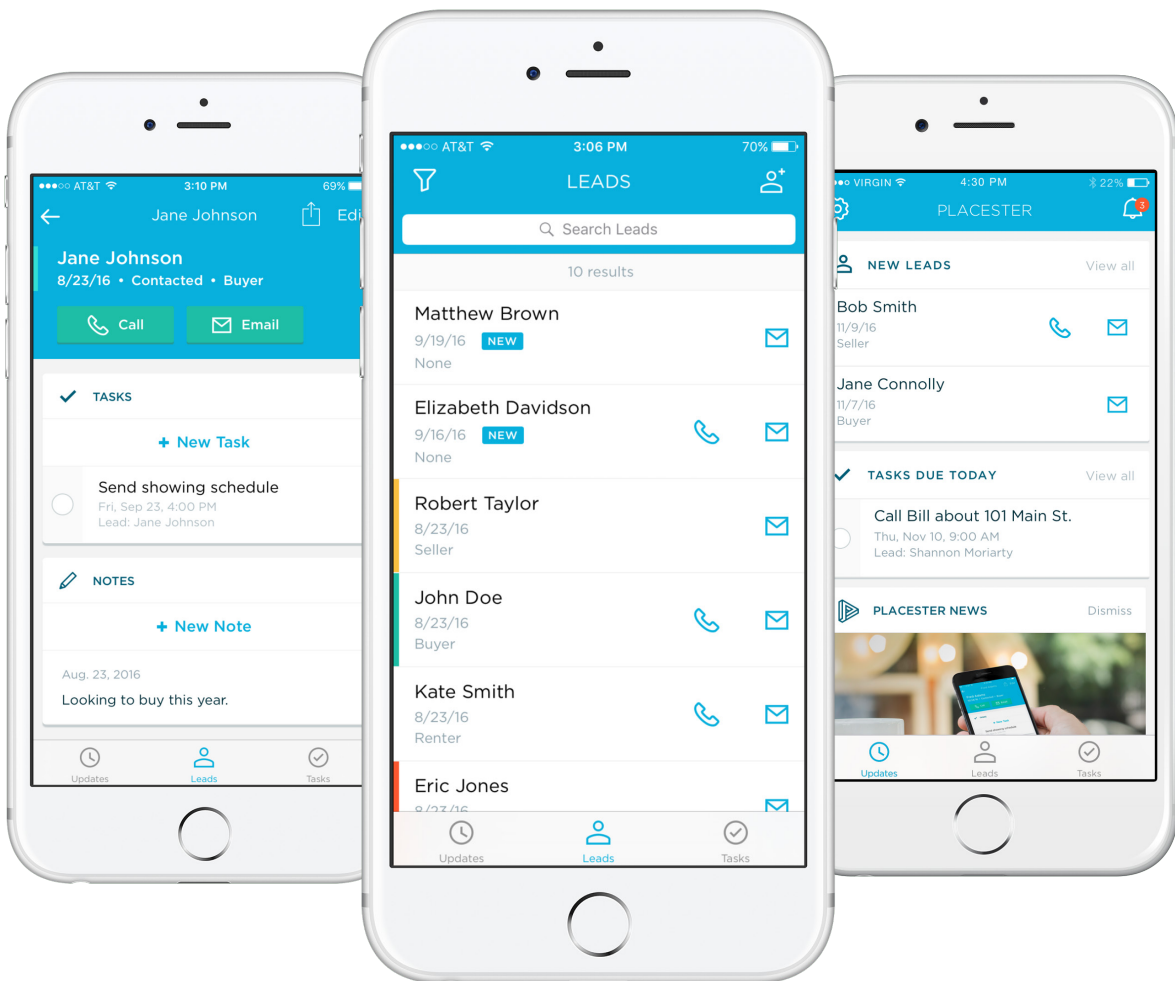 AT&T
3:10 PM
69%
Jane Johnson
Edi
Jane Johnson
8/23/16 • Contacted • Buyer
Call
Email
TASKS
+ New Task
Send showing schedule
Fri, Sep 23, 4:00 PM
Lead: Jane Johnson
NOTES
+ New Note
Aug. 23, 2016
Looking to buy this year.
Updates
Leads
Tasks
AT&T
3:06 PM
70%
LEADS
Search Leads
10 results
Matthew Brown
9/19/16 NEW
None
Elizabeth Davidson
9/16/16 NEW
None
Robert Taylor
8/23/16
Seller
John Doe
8/23/16
Buyer
Kate Smith
8/23/16
Renter
Eric Jones
8/23/16
Updates
Leads
Tasks
VIRGIN
4:30 PM
22%
PLACESTER
3
NEW LEADS
View all
Bob Smith
11/9/16
Seller
Jane Connolly
11/7/16
Buyer
TASKS DUE TODAY
View all
Call Bill about 101 Main St.
Thu, Nov 10, 9:00 AM
Lead: Shannon Moriarty
PLACESTER NEWS
Dismiss
Updates
Leads
Tasks